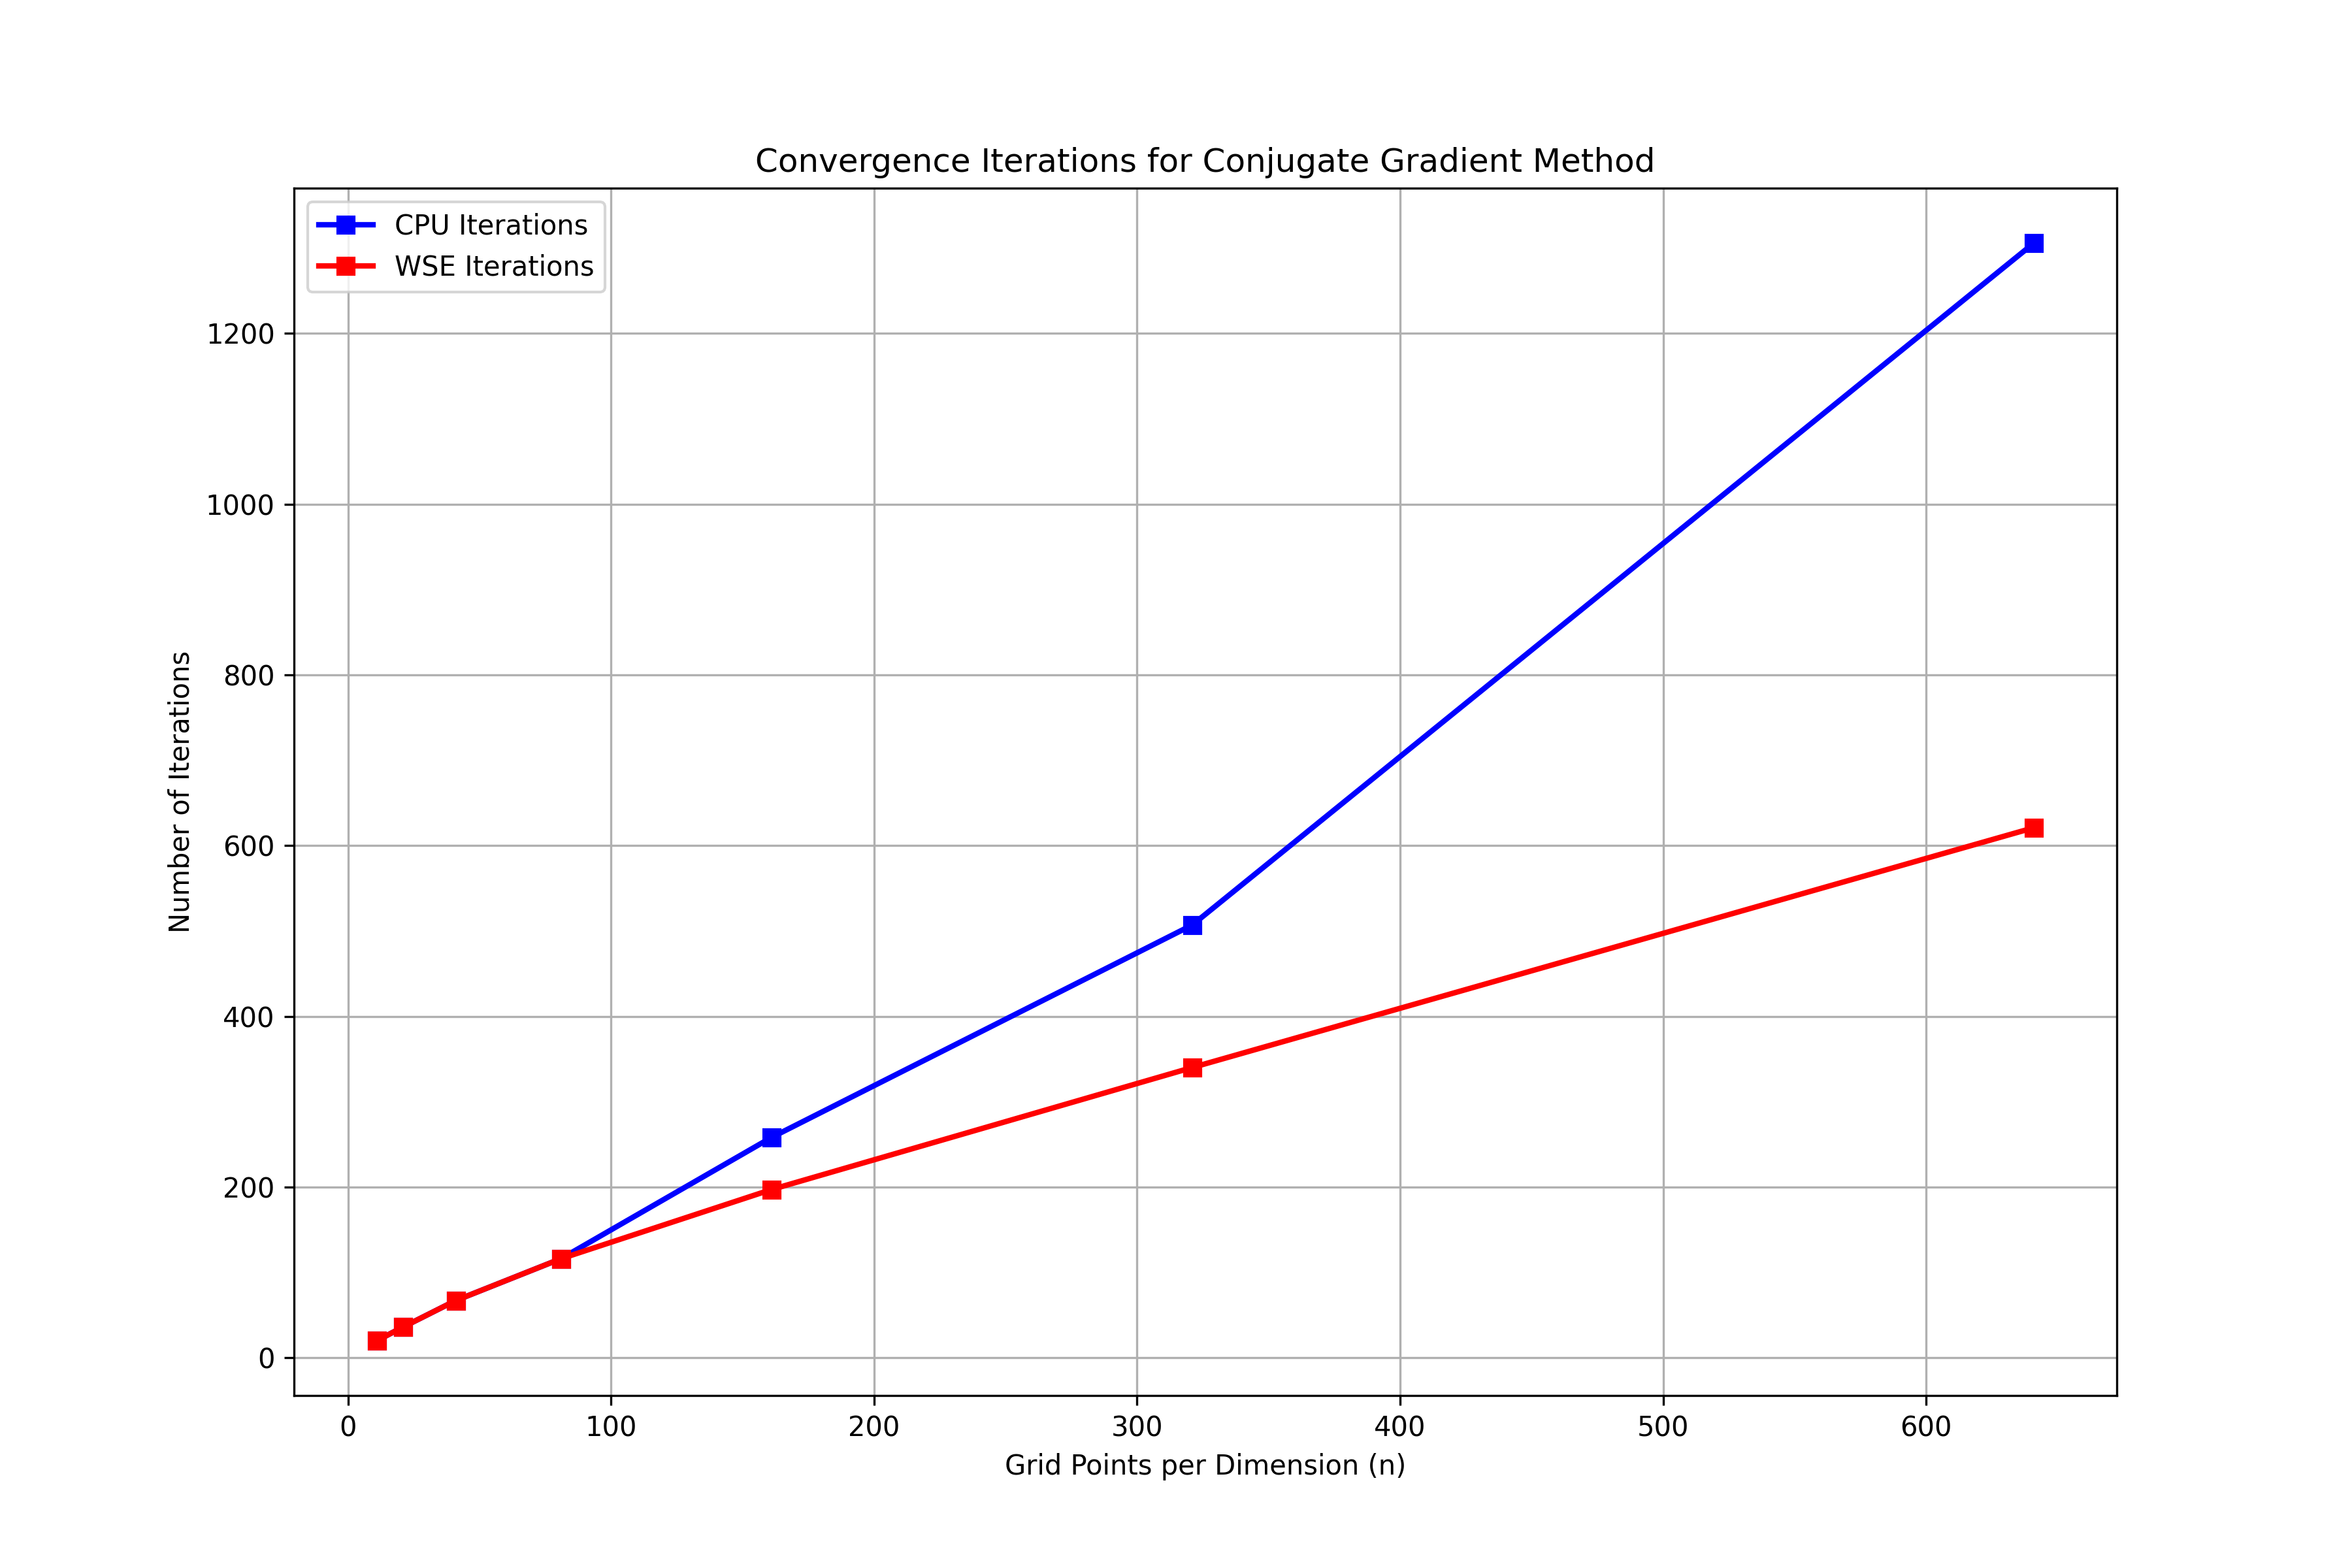 Convergence Iterations for Conjugate Gradient Method
CPU Iterations
WSE Iterations
Number of Iterations
1200
1000
800
600
400
200
0
0 100 200 300 400 500 600
Grid Points per Dimension (n)